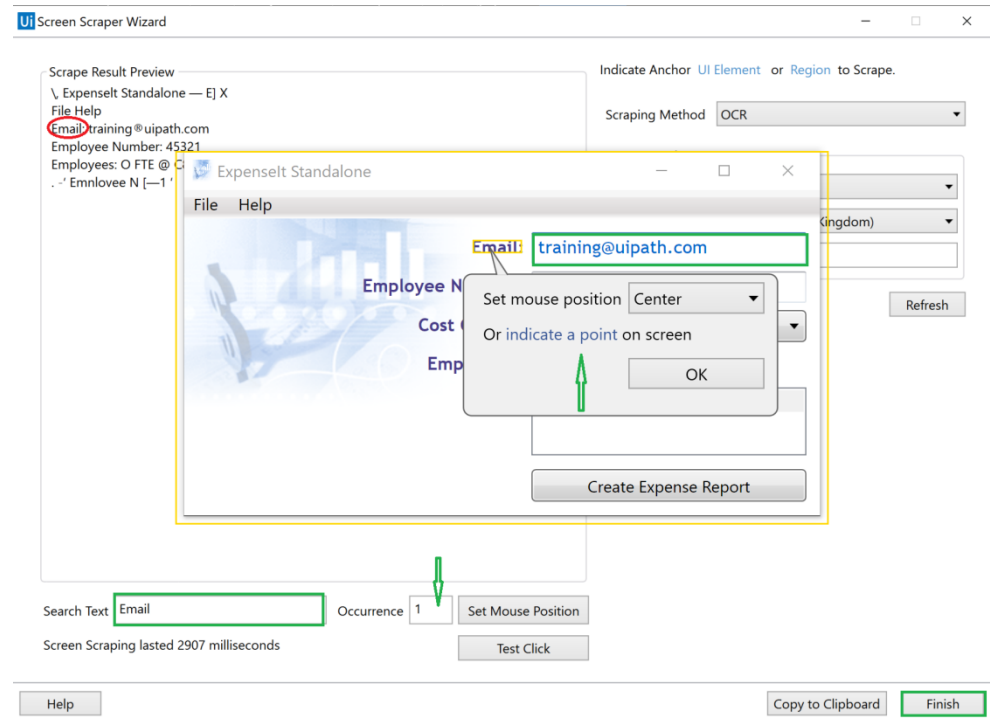 Ui Screen Scraper Wizard
Scrape Result Preview
\, Expenselt Standalone — E] X
File Help
Email: training®uipath.com
Employee Number: 45321
Employees: O FTE @ C
. -‘ Emnlovee N [—1 ‘
Indicate Anchor UI Element or Region to Scrape.
Scraping Method OCR
Kingdom)
Refresh
ExpenseIt Standalone
File Help
Email: training@uipath.com
Employee N
Cost
Emp
Set mouse position Center
Or indicate a point on screen
OK
Create Expense Report
Search Text Email Occurrence 1 Set Mouse Position
Screen Scraping lasted 2907 milliseconds Test Click
Help Copy to Clipboard Finish